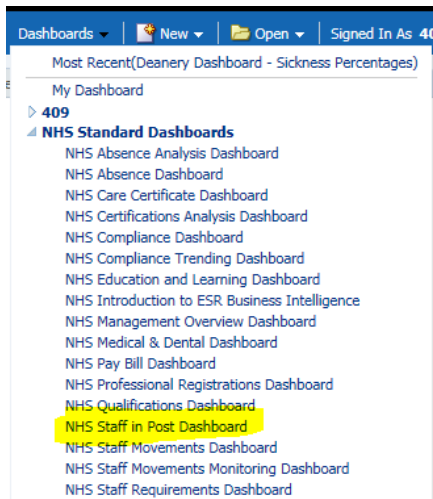 Dashboards New Open Signed In As 40
Most Recent(Deanery Dashboard - Sickness Percentages)
My Dashboard
409
NHS Standard Dashboards
NHS Absence Analysis Dashboard
NHS Absence Dashboard
NHS Care Certificate Dashboard
NHS Certifications Analysis Dashboard
NHS Compliance Dashboard
NHS Compliance Trending Dashboard
NHS Education and Learning Dashboard
NHS Introduction to ESR Business Intelligence
NHS Management Overview Dashboard
NHS Medical & Dental Dashboard
NHS Pay Bill Dashboard
NHS Professional Registrations Dashboard
NHS Qualifications Dashboard
NHS Staff in Post Dashboard
NHS Staff Movements Dashboard
NHS Staff Movements Monitoring Dashboard
NHS Staff Requirements Dashboard